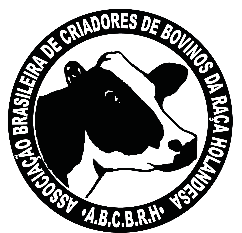 ASSOCIAÇÃO BRASILEIRA DE CRIADORES DE BOVINOS DA RAÇA HOLANDESA
•A.B.C.B.R.H•